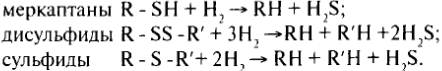 меркаптаны R - SH + H₂ → RH + H₂S;
дисульфиды R - SS -R′ + 3H₂ → RH + R′H +2H₂S;
сульфиды R - S -R′+ 2H₂ → RH + R′H + H₂S.